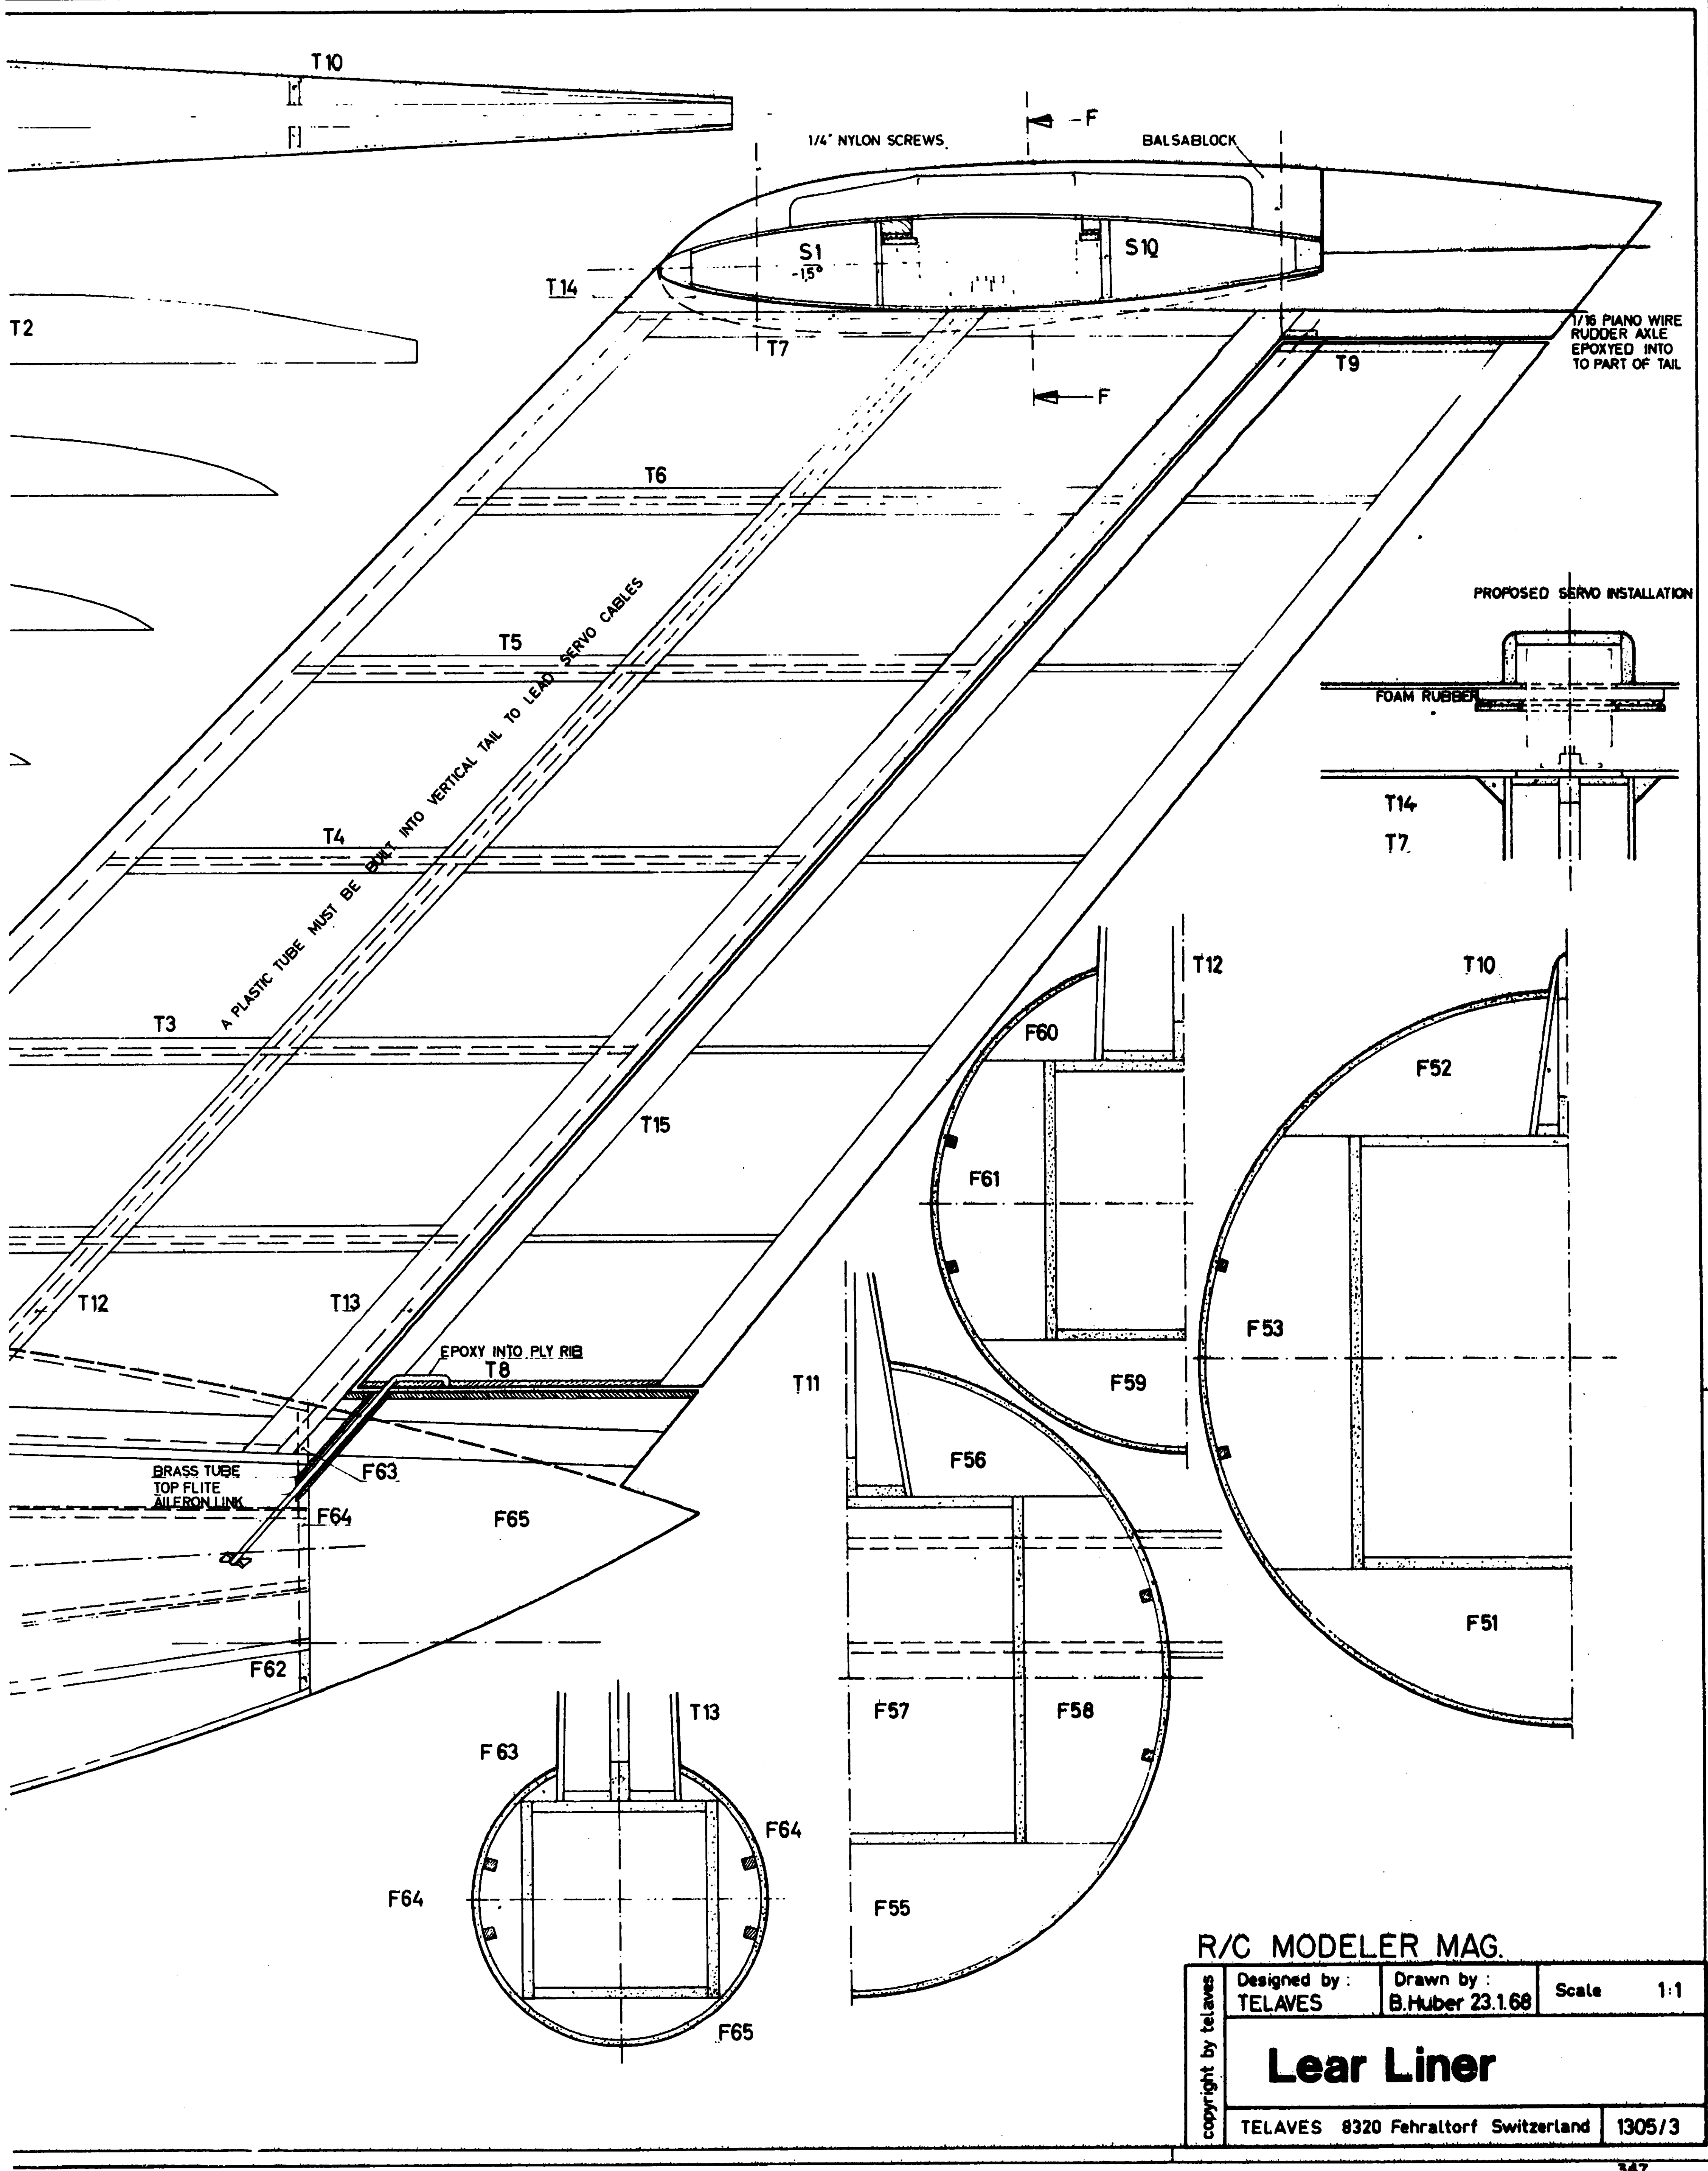 T10
F
1/4" NYLON SCREWS
BALSABLOCK
S1
-1,5°
S10
T14
T2
T7
1/16 PIANO WIRE
RUDDER AXLE
EPOXYED INTO
TO PART OF TAIL
T9
F
T6
PROPOSED SERVO INSTALLATION
T5
FOAM RUBBER
A PLASTIC TUBE MUST BE BUILT INTO VERTICAL TAIL TO LEAD SERVO CABLES
T14
T4
T7
T12
T10
T3
F60
F52
T15
F61
T12
T13
F53
EPOXY INTO PLY RIB
T8
T11
F59
F56
BRASS TUBE
TOP FLITE
AILERON LINK
F63
F64
F65
F51
F62
F57
F58
T13
F63
F64
F64
F55
F65
R/C MODELER MAG.
copyright by telaves
Designed by :
TELAVES
Drawn by :
B.Huber 23.1.68
Scale 1:1
Lear Liner
TELAVES 8320 Fehraltorf Switzerland
1305/3
347